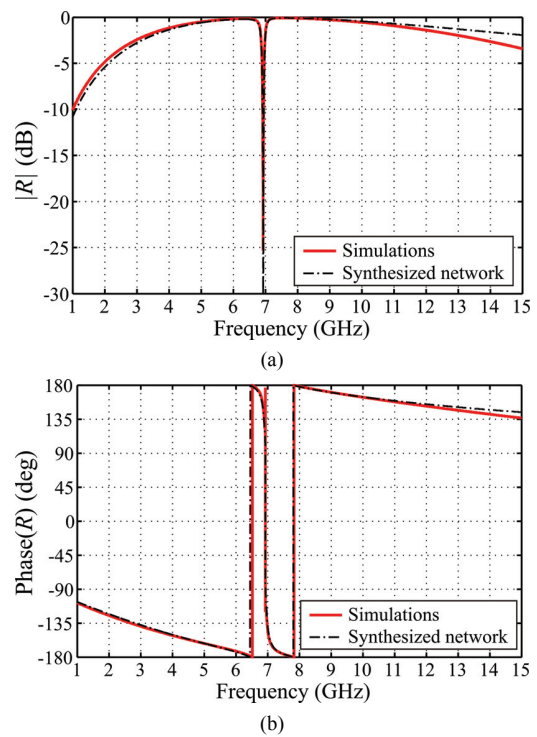 0
-5
-10
-15
-20
-25
-30
|R| (dB)
Simulations
Synthesized network
1 2 3 4 5 6 7 8 9 10 11 12 13 14 15
Frequency (GHz)
(a)
180
135
90
45
0
-45
-90
-135
-180
Phase(R) (deg)
Simulations
Synthesized network
1 2 3 4 5 6 7 8 9 10 11 12 13 14 15
Frequency (GHz)
(b)